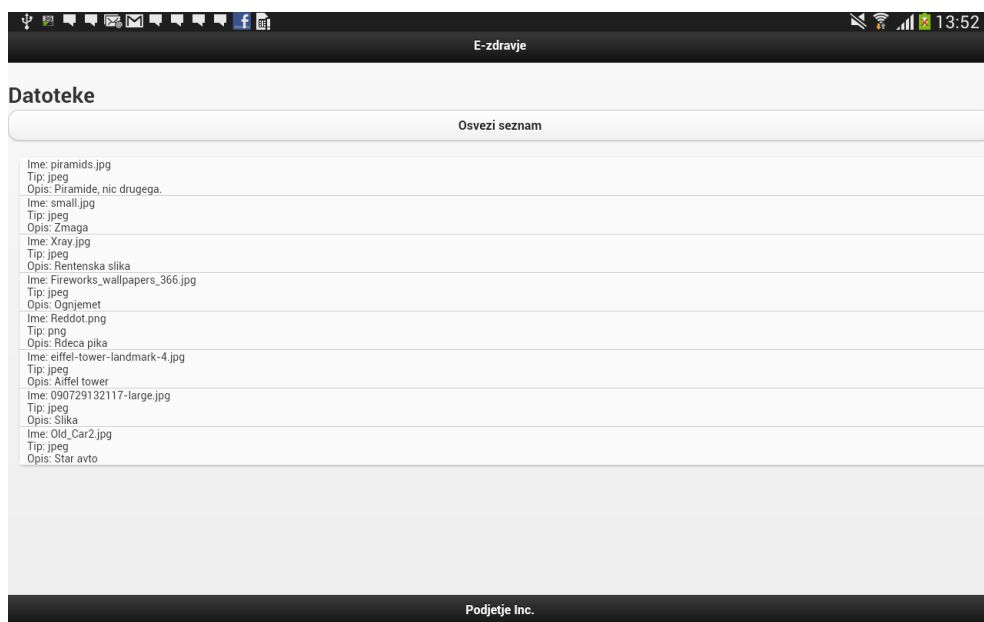 13:52
E-zdravje
Datoteke
Osvezi seznam
Ime: piramids.jpg
Tip: jpeg
Opis: Piramide, nic drugega.
Ime: small.jpg
Tip: jpeg
Opis: Zmaga
Ime: Xray.jpg
Tip: jpeg
Opis: Rentenska slika
Ime: Fireworks_wallpapers_366.jpg
Tip: jpeg
Opis: Ognjemet
Ime: Reddot.png
Tip: png
Opis: Rdeca pika
Ime: eiffel-tower-landmark-4.jpg
Tip: jpeg
Opis: Aiffel tower
Ime: 090729132117-large.jpg
Tip: jpeg
Opis: Slika
Ime: Old_Car2.jpg
Tip: jpeg
Opis: Star avto
Podjetje Inc.